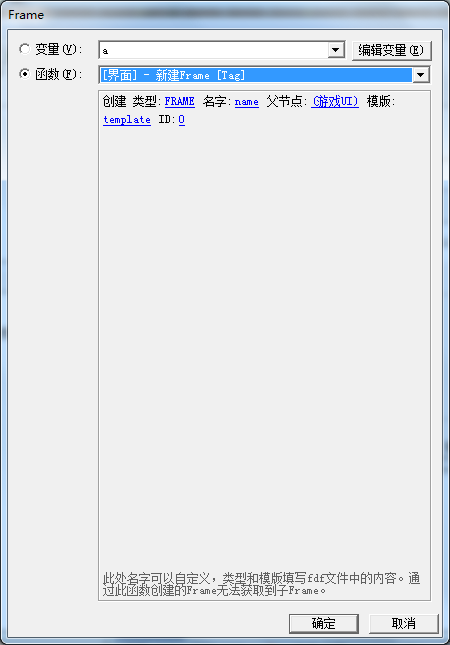 Frame
变量(V):
a
编辑变量(E)
函数(F):
[界面] - 新建Frame [Tag]
创建 类型:FRAME 名字:name 父节点:(游戏UI) 模版:
template ID:0
此处名字可以自定义，类型和模版填写fdf文件中的内容。通
过此函数创建的Frame无法获取到子Frame。
确定
取消